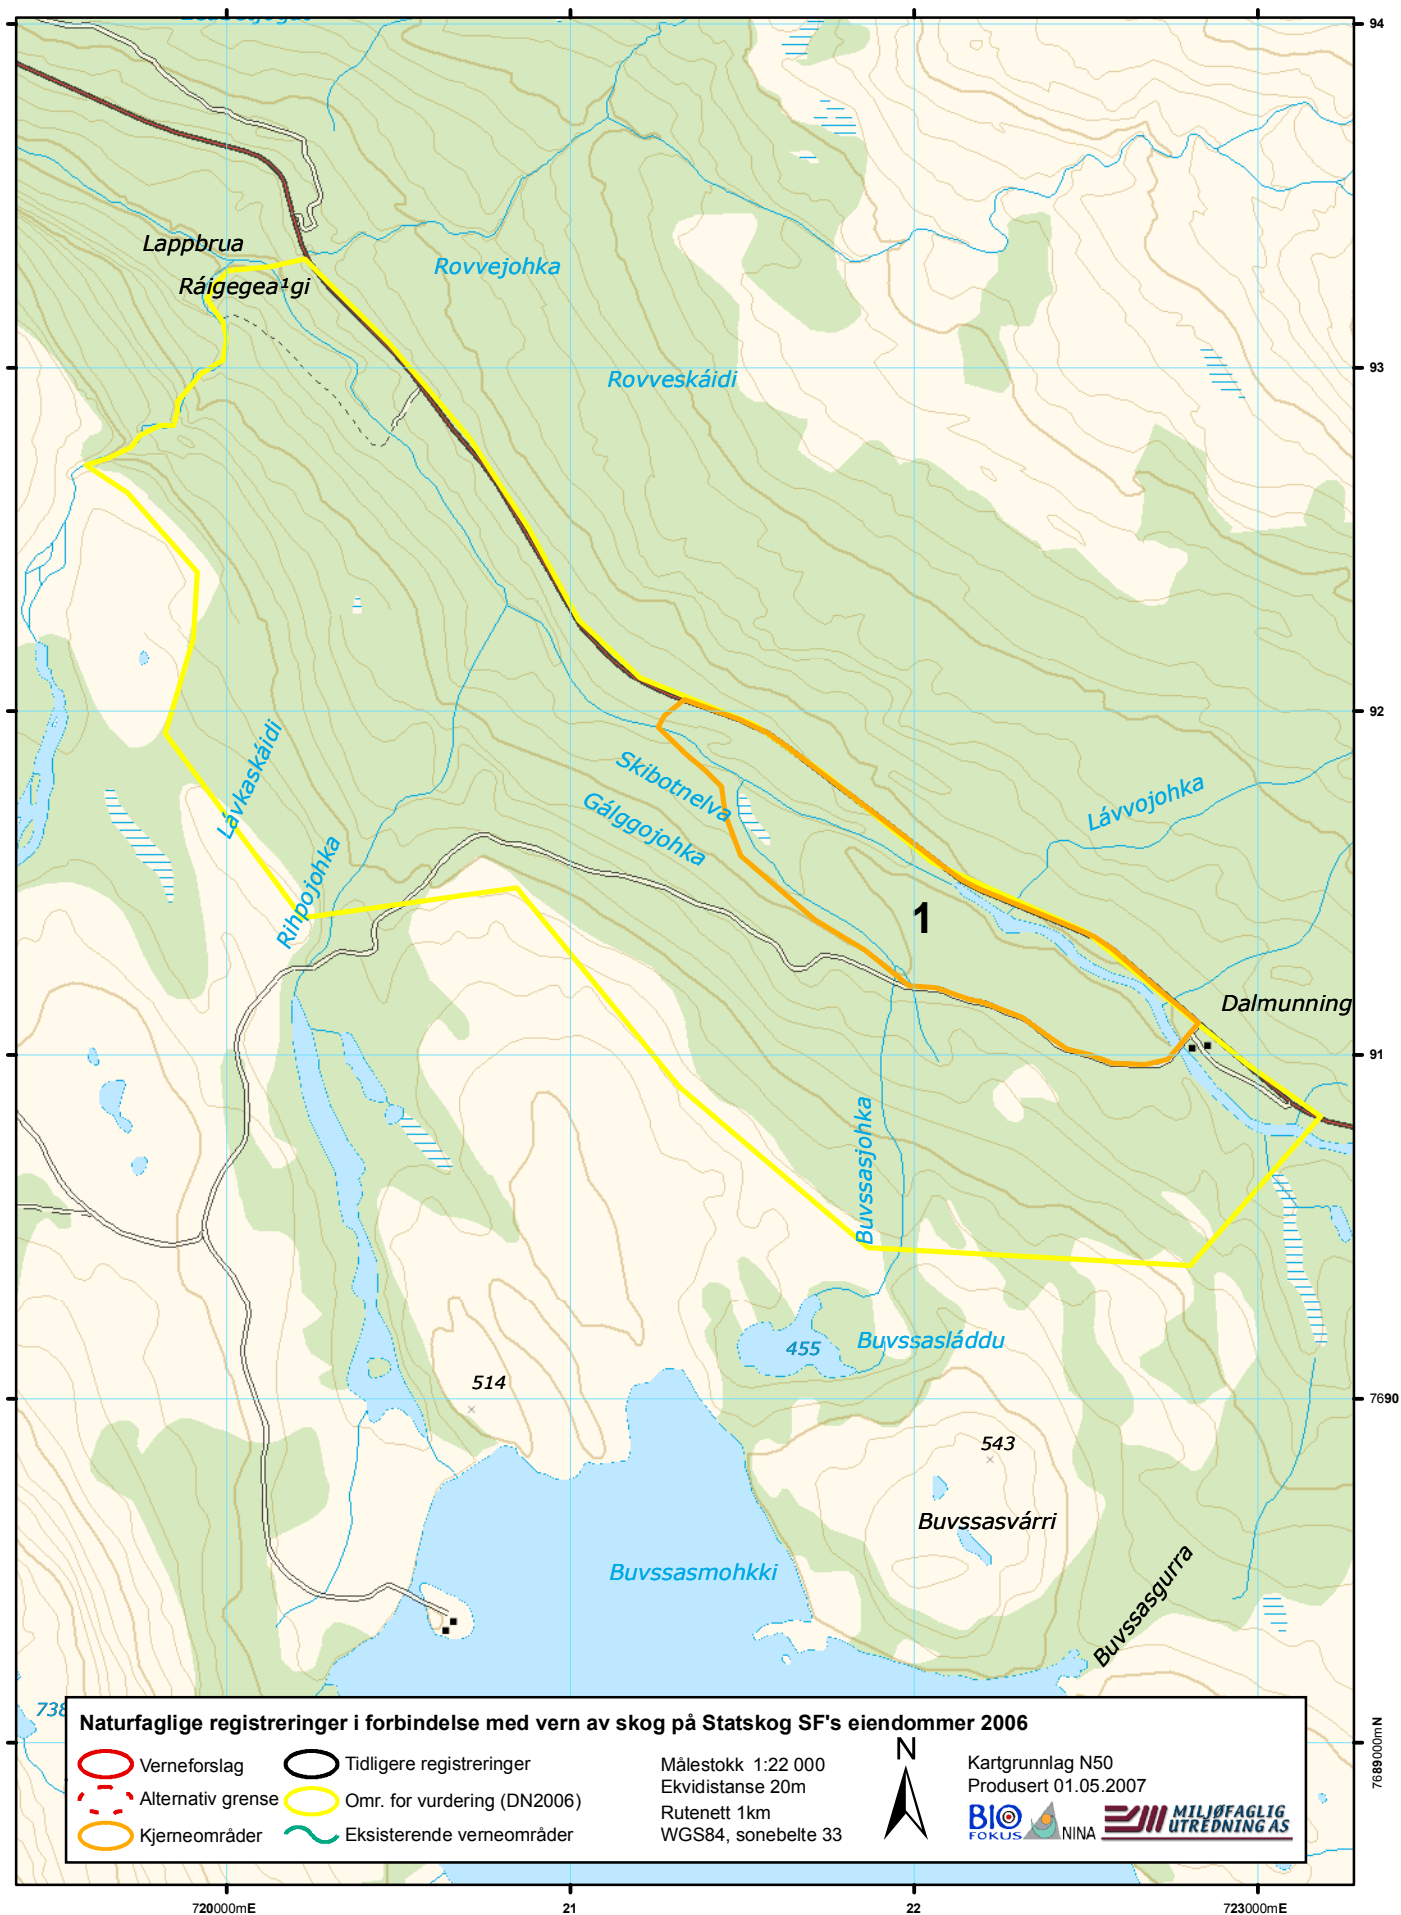 94
Lappbrua
Rovvejohka
Ráigegea¹gi
93
Rovveskáidi
92
Lávkaskáidi
Skibotnelva
Gálggojohka
Lávvojohka
Rihpojohka
1
Dalmunning
91
Buvssasjohka
455
Buvssasláddu
514
7690
543
Buvssasvárri
Buvssasmohkki
Buvssasgurra
738
Naturfaglige registreringer i forbindelse med vern av skog på Statskog SF's eiendommer 2006
Verneforslag
Tidligere registreringer
Alternativ grense
Omr. for vurdering (DN2006)
Kjerneområder
Eksisterende verneområder
Målestokk 1:22 000
Ekvidistanse 20m
Rutenett 1km
WGS84, sonebelte 33
N
Kartgrunnlag N50
Produsert 01.05.2007
BIO
FOKUS
NINA
MILJØFAGLIG
UTREDNING AS
7689000mN
720000mE
21
22
723000mE